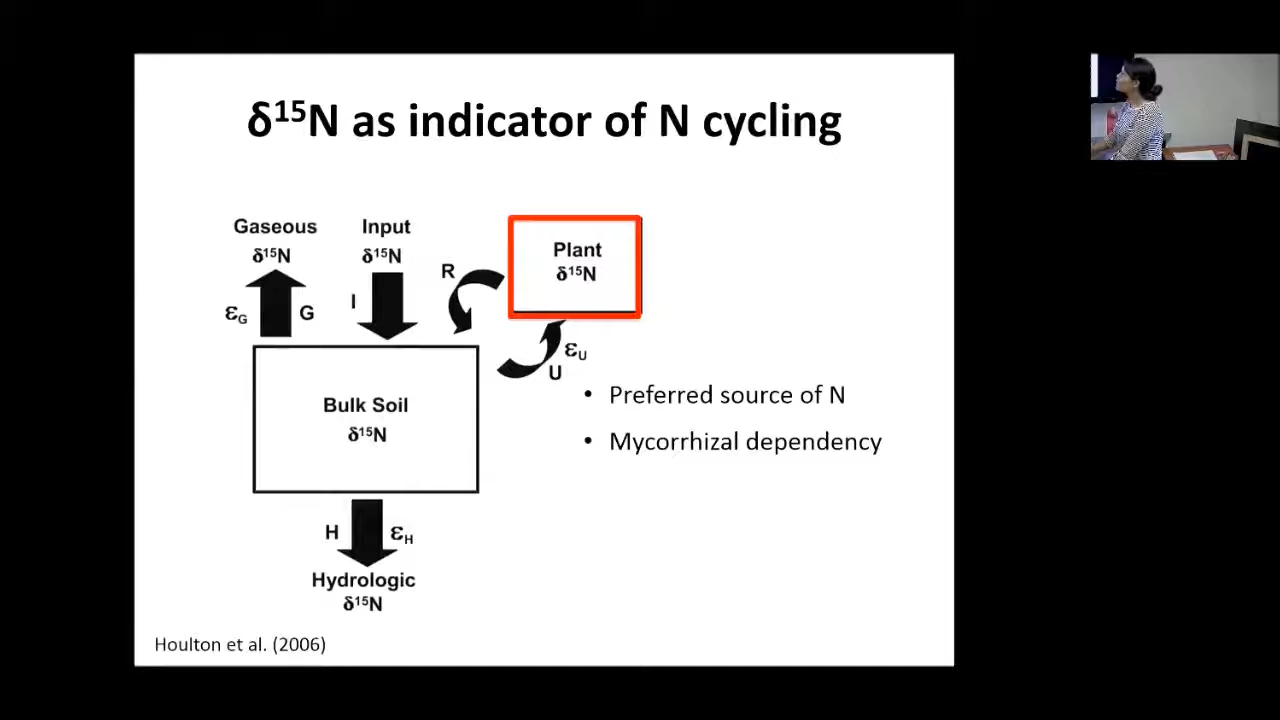 δ¹⁵N as indicator of N cycling
Gaseous
δ¹⁵N
Input
δ¹⁵N
Plant
δ¹⁵N
R
I
εG
G
εU
U
Bulk Soil
δ¹⁵N
• Preferred source of N
• Mycorrhizal dependency
H
εH
Hydrologic
δ¹⁵N
Houlton et al. (2006)